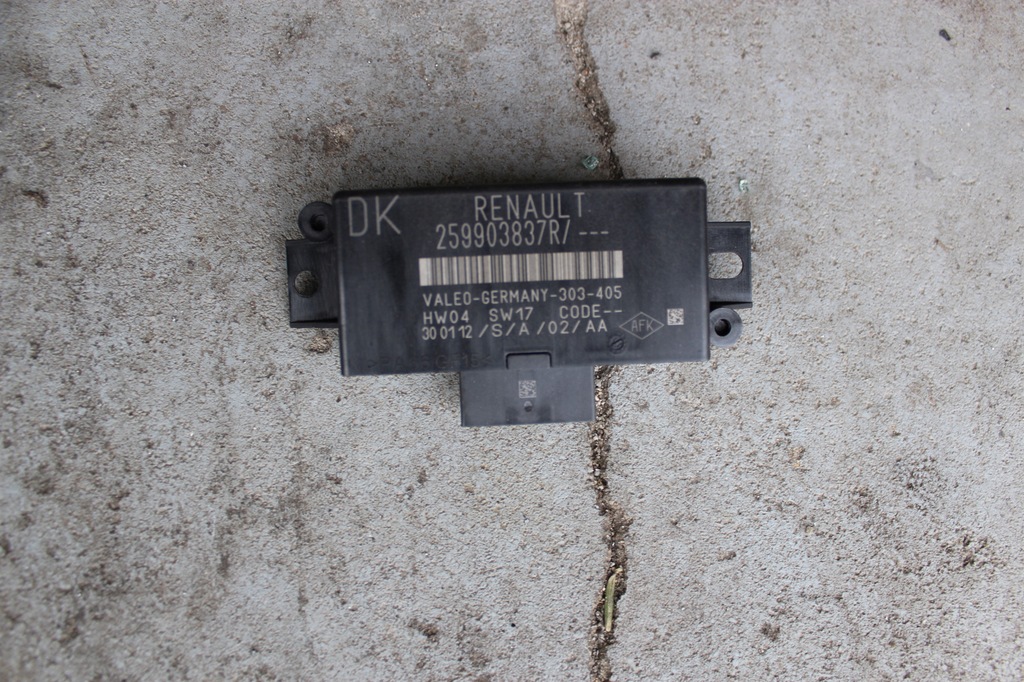 DK
RENAULT
259903837R/ ---
VALEO-GERMANY-303-405
HW04 SW17 CODE--
300112/S/A/02/AA
AFK